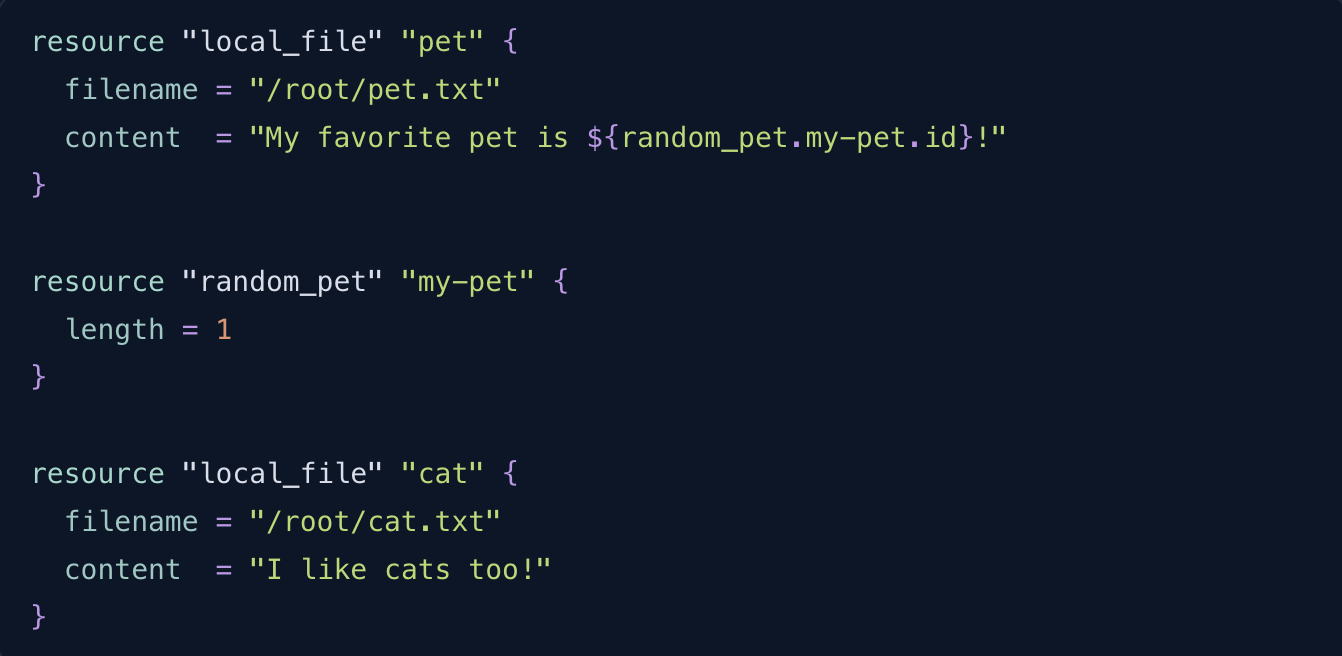 resource "local_file" "pet" {
  filename = "/root/pet.txt"
  content  = "My favorite pet is ${random_pet.my-pet.id}!"
}

resource "random_pet" "my-pet" {
  length = 1
}

resource "local_file" "cat" {
  filename = "/root/cat.txt"
  content  = "I like cats too!"
}